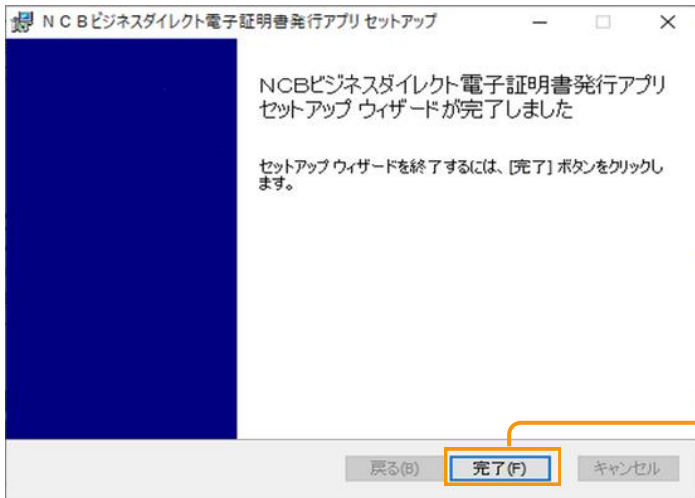 ＮＣＢビジネスダイレクト電子証明書発行アプリ セットアップ
NCBビジネスダイレクト電子証明書発行アプリ
セットアップ ウィザードが完了しました
セットアップ ウィザードを終了するには、[完了] ボタンをクリックし
ます。
戻る(B) 完了(F) キャンセル